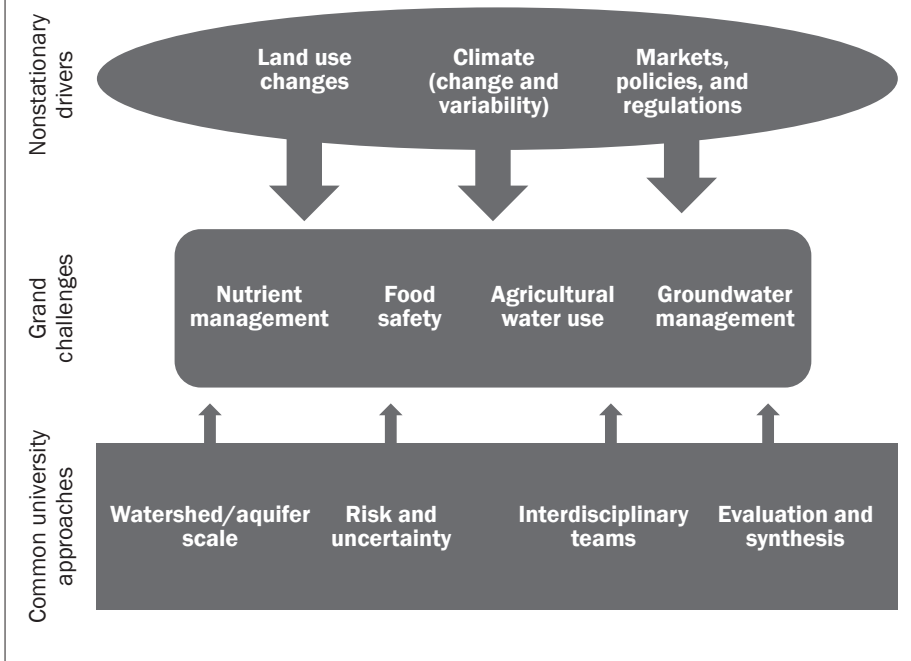 Nonstationary
drivers
Land use
changes
Climate
(change and
variability)
Markets,
policies, and
regulations
Grand
challenges
Nutrient
management
Food
safety
Agricultural
water use
Groundwater
management
Common university
approaches
Watershed/aquifer
scale
Risk and
uncertainty
Interdisciplinary
teams
Evaluation and
synthesis